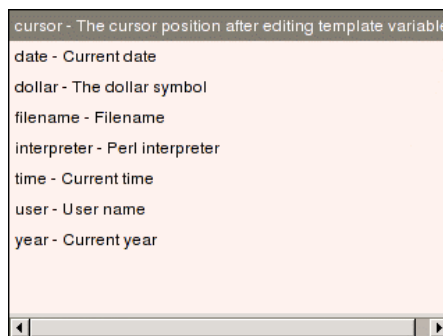 cursor - The cursor position after editing template variable
date - Current date
dollar - The dollar symbol
filename - Filename
interpreter - Perl interpreter
time - Current time
user - User name
year - Current year